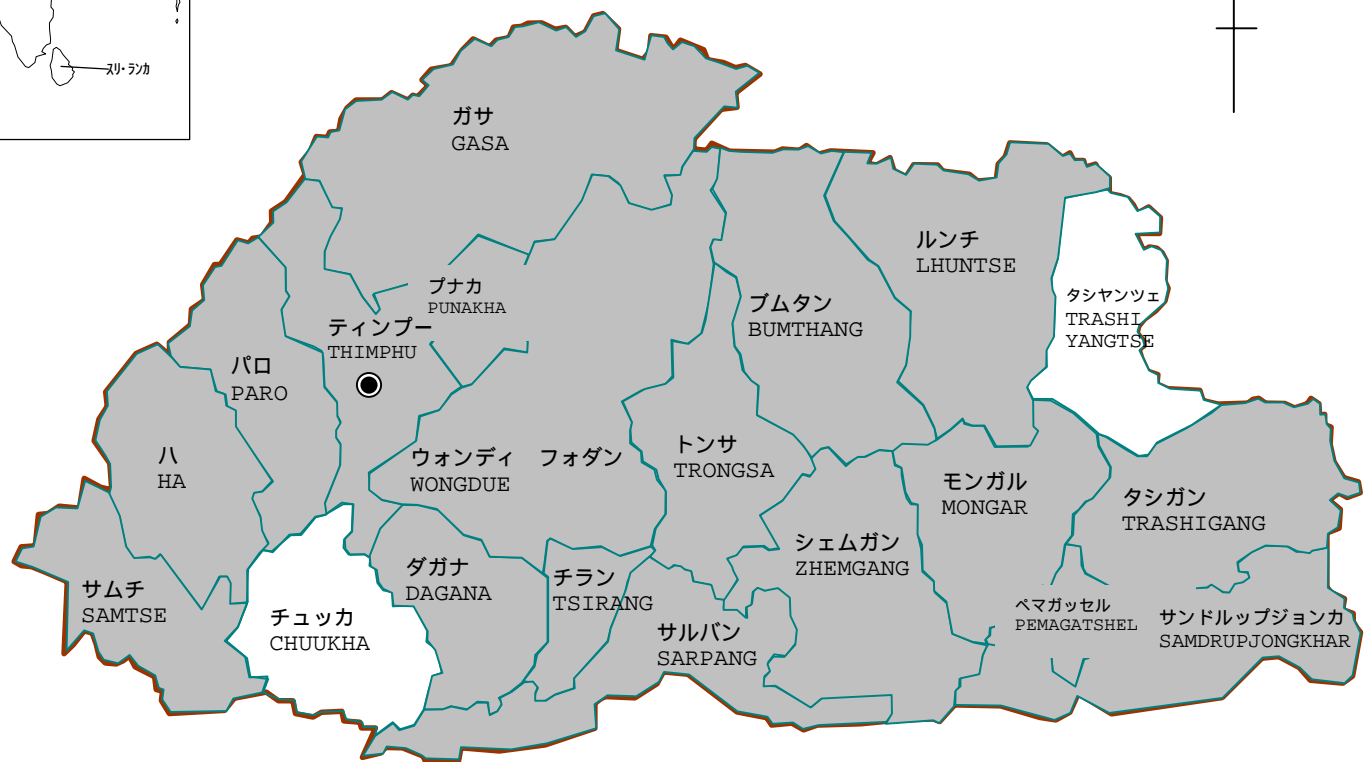 スリ・ランカ
ガサ
GASA
ルンチ
LHUNTSE
プナカ
PUNAKHA
タシヤンツェ
TRASHI
YANGTSE
ブムタン
BUMTHANG
ティンプー
THIMPHU
パロ
PARO
ハ
HA
ウォンディ フォダン
WONGDUE
トンサ
TRONGSA
モンガル
MONGAR
タシガン
TRASHIGANG
シェムガン
ZHEMGANG
ダガナ
DAGANA
チラン
TSIRANG
サムチ
SAMTSE
チュッカ
CHUUKHA
サルバン
SARPANG
ペマガッセル
PEMAGATSHEL
サンドルップジョンカ
SAMDRUPJONGKHAR